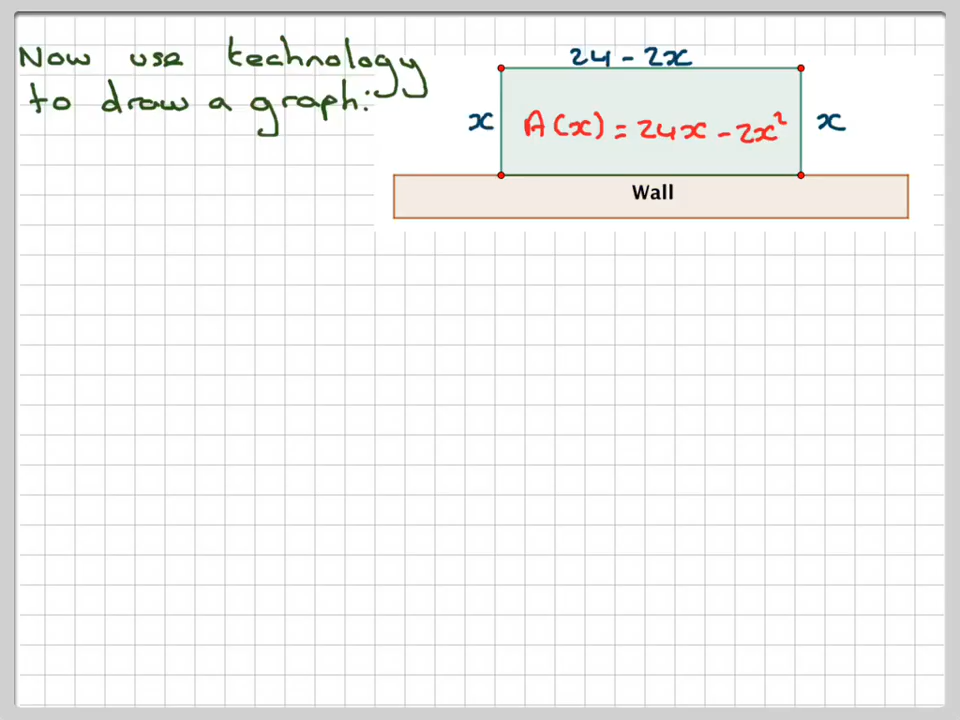 Now use technology
to draw a graph:
24 - 2x
x
A(x) = 24x - 2x²
x
Wall